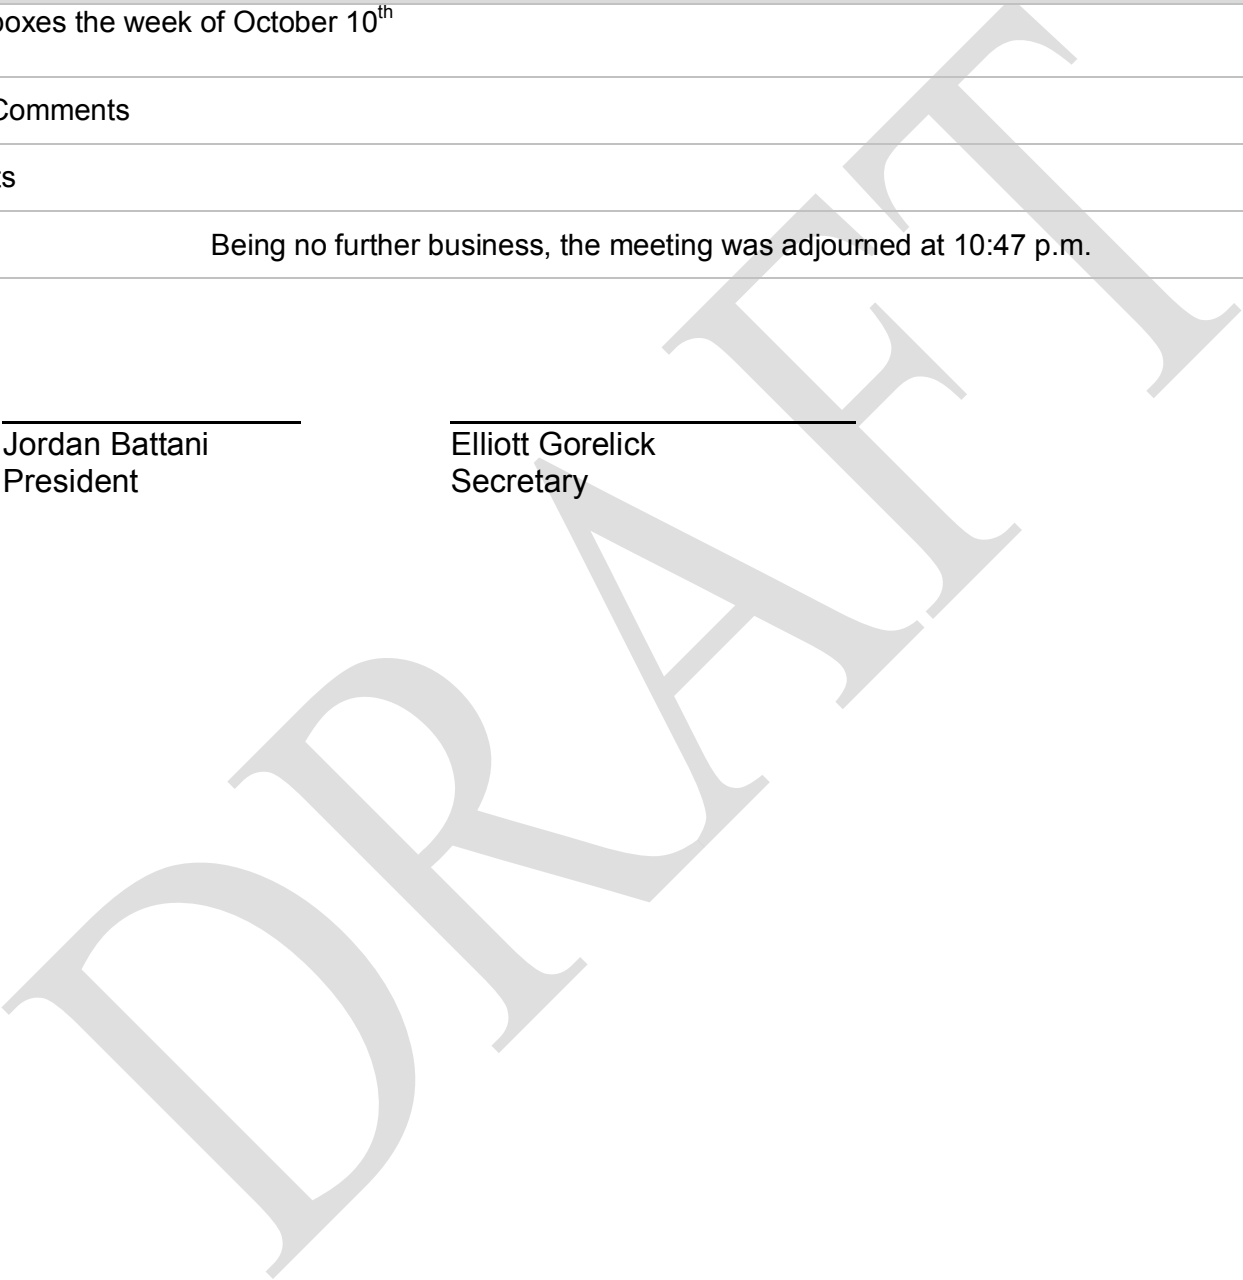 boxes the week of October 10th
Comments
ts
Being no further business, the meeting was adjourned at 10:47 p.m.
Jordan Battani
President
Elliott Gorelick
Secretary
DRAFT